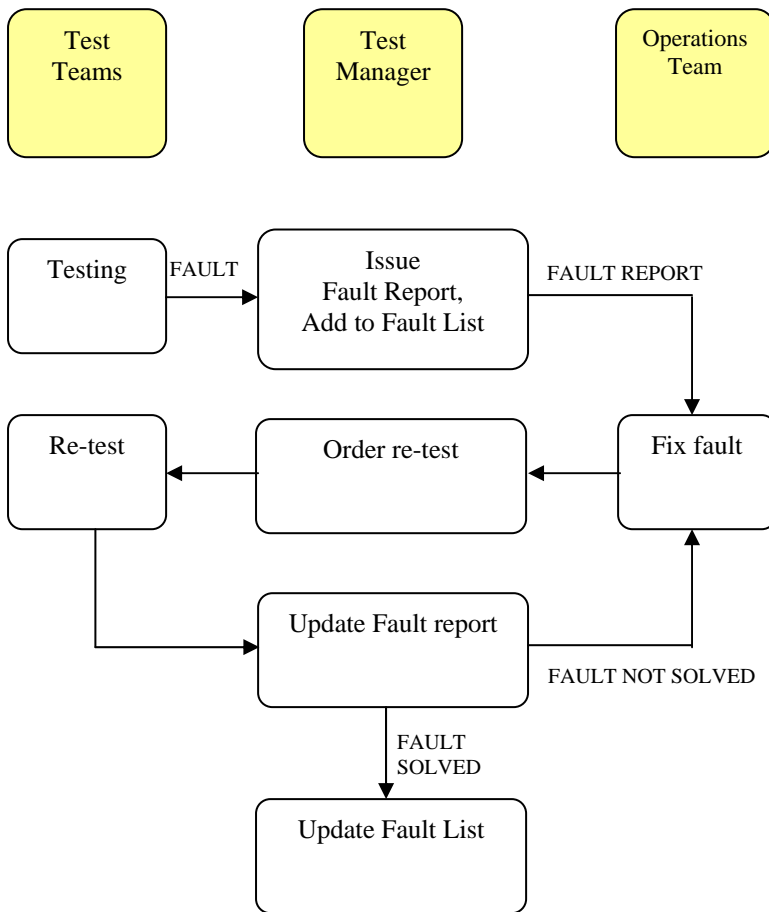 Test
Teams
Test
Manager
Operations
Team
Testing
FAULT
Issue
Fault Report,
Add to Fault List
FAULT REPORT
Re-test
Order re-test
Fix fault
Update Fault report
FAULT NOT SOLVED
FAULT
SOLVED
Update Fault List